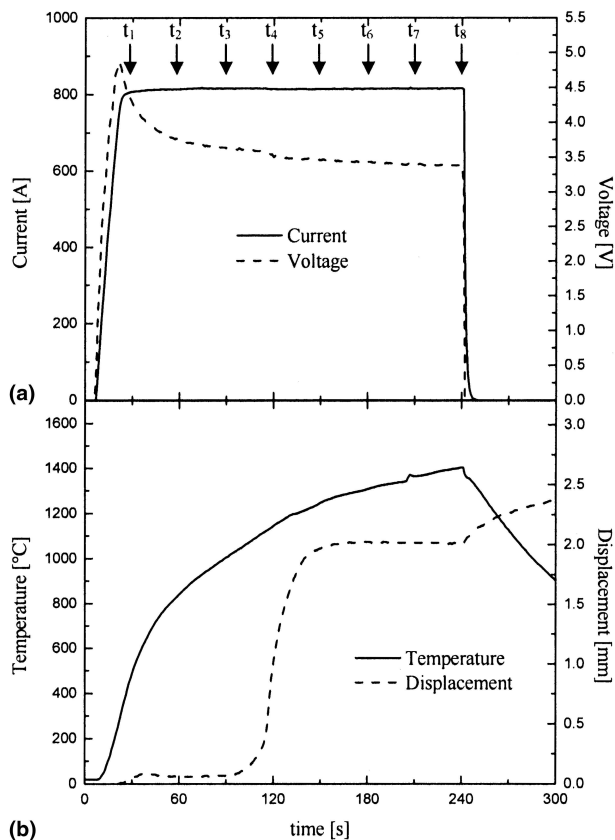 t1 t2 t3 t4 t5 t6 t7 t8
1000
800
600
400
200
0
Current [A]
5.5
5.0
4.5
4.0
3.5
3.0
2.5
2.0
1.5
1.0
0.5
0.0
Voltage [V]
Current
Voltage
(a)
1600
1400
1200
1000
800
600
400
200
0
Temperature [°C]
3.0
2.5
2.0
1.5
1.0
0.5
0.0
Displacement [mm]
Temperature
Displacement
0 60 120 180 240 300
(b)
time [s]